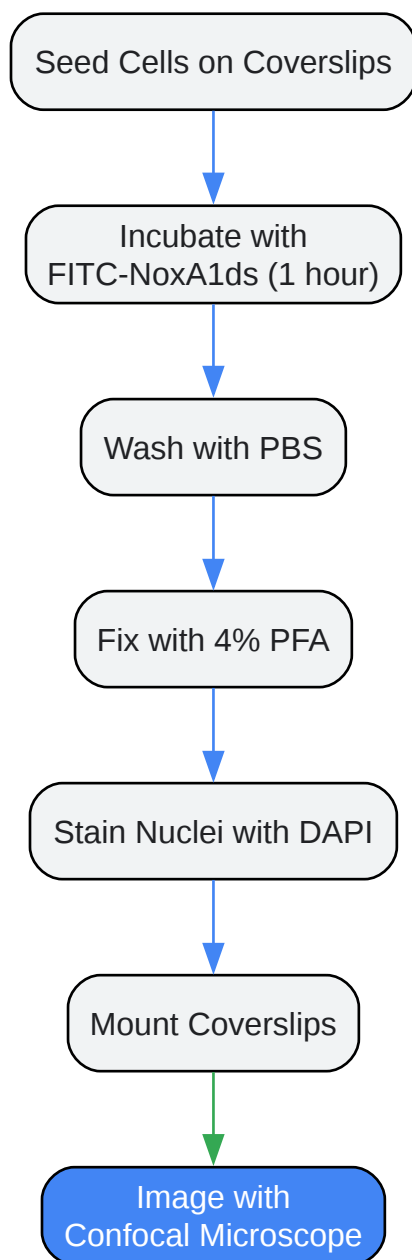 Seed Cells on Coverslips
Incubate with
FITC-NoxA1ds (1 hour)
Wash with PBS
Fix with 4% PFA
Stain Nuclei with DAPI
Mount Coverslips
Image with
Confocal Microscope